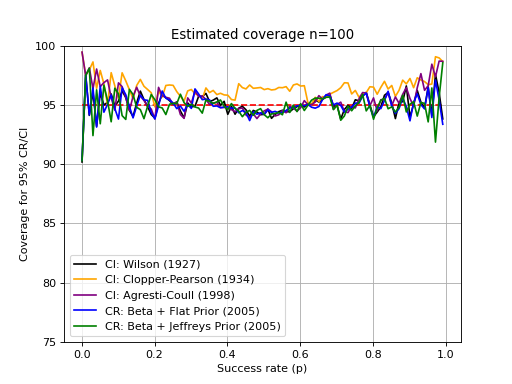 Estimated coverage n=100
Coverage for 95% CR/CI
100
95
90
85
80
75
CI: Wilson (1927)
CI: Clopper-Pearson (1934)
CI: Agresti-Coull (1998)
CR: Beta + Flat Prior (2005)
CR: Beta + Jeffreys Prior (2005)
0.0 0.2 0.4 0.6 0.8 1.0
Success rate (p)